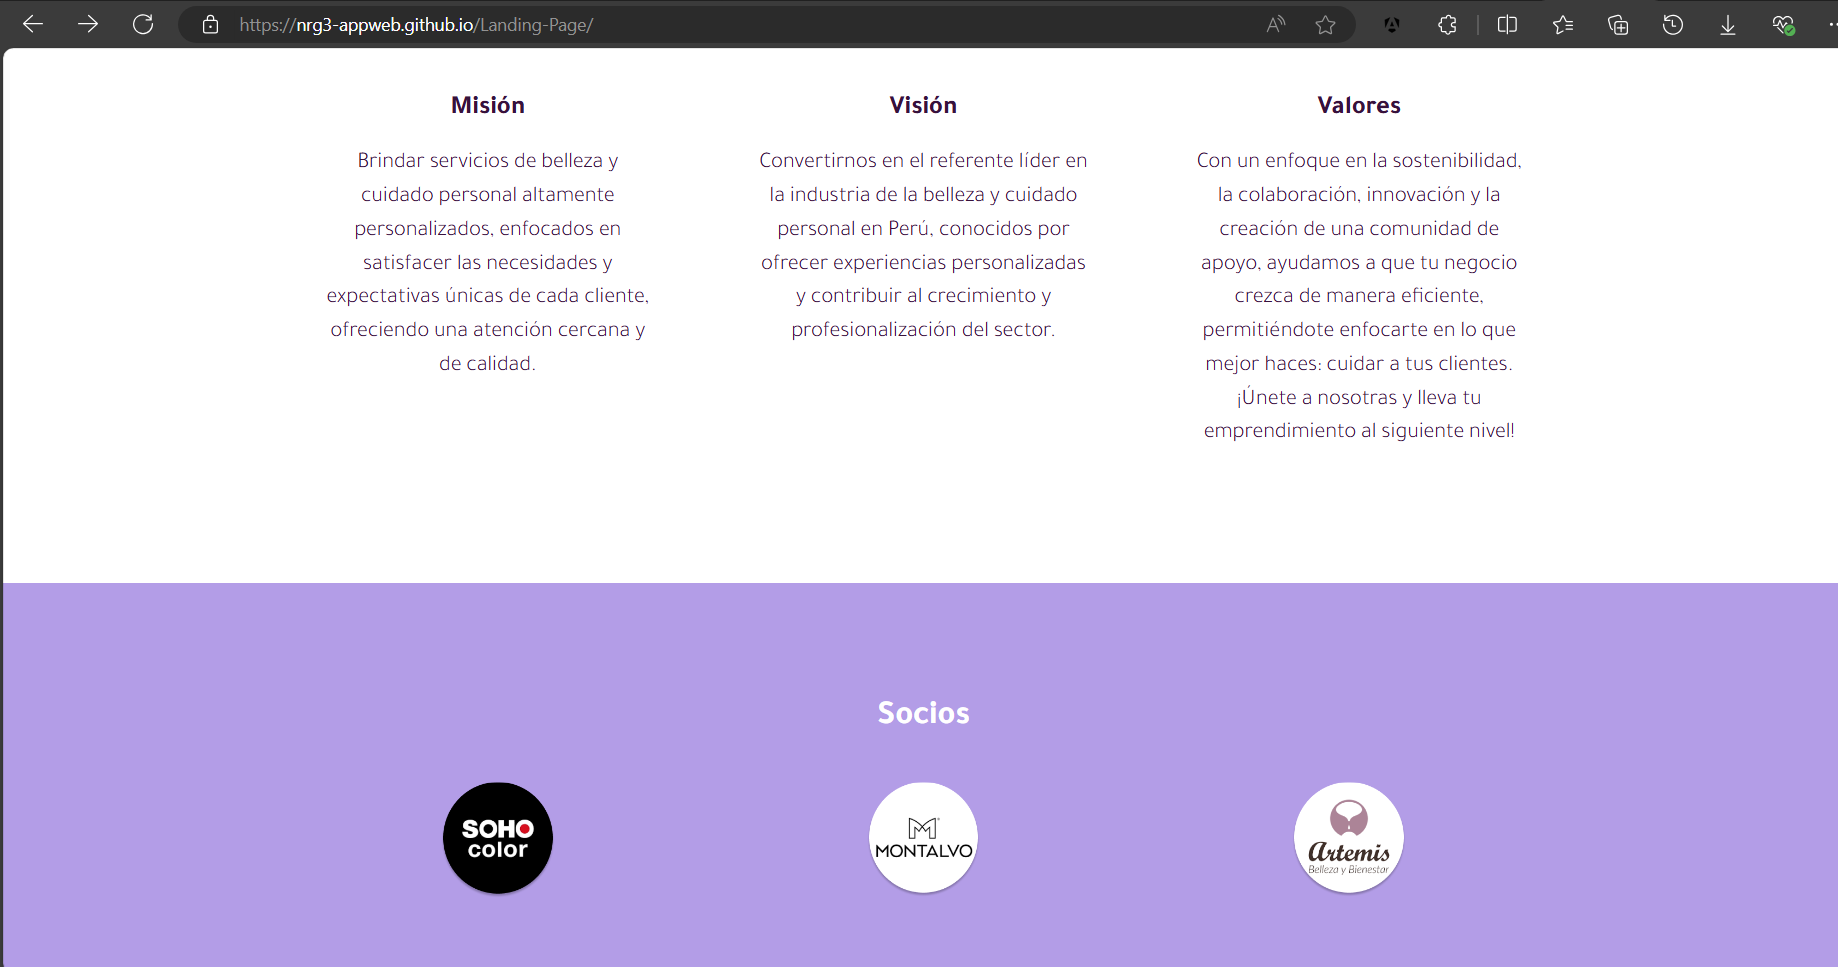 https://nrg3-appweb.github.io/Landing-Page/
Misión
Brindar servicios de belleza y
cuidado personal altamente
personalizados, enfocados en
satisfacer las necesidades y
expectativas únicas de cada cliente,
ofreciendo una atención cercana y
de calidad.
Visión
Convertirnos en el referente líder en
la industria de la belleza y cuidado
personal en Perú, conocidos por
ofrecer experiencias personalizadas
y contribuir al crecimiento y
profesionalización del sector.
Valores
Con un enfoque en la sostenibilidad,
la colaboración, innovación y la
creación de una comunidad de
apoyo, ayudamos a que tu negocio
crezca de manera eficiente,
permitiéndote enfocarte en lo que
mejor haces: cuidar a tus clientes.
¡Únete a nosotras y lleva tu
emprendimiento al siguiente nivel!
Socios
SOHO
color
MONTALVO
Artemis
Belleza y Bienestar